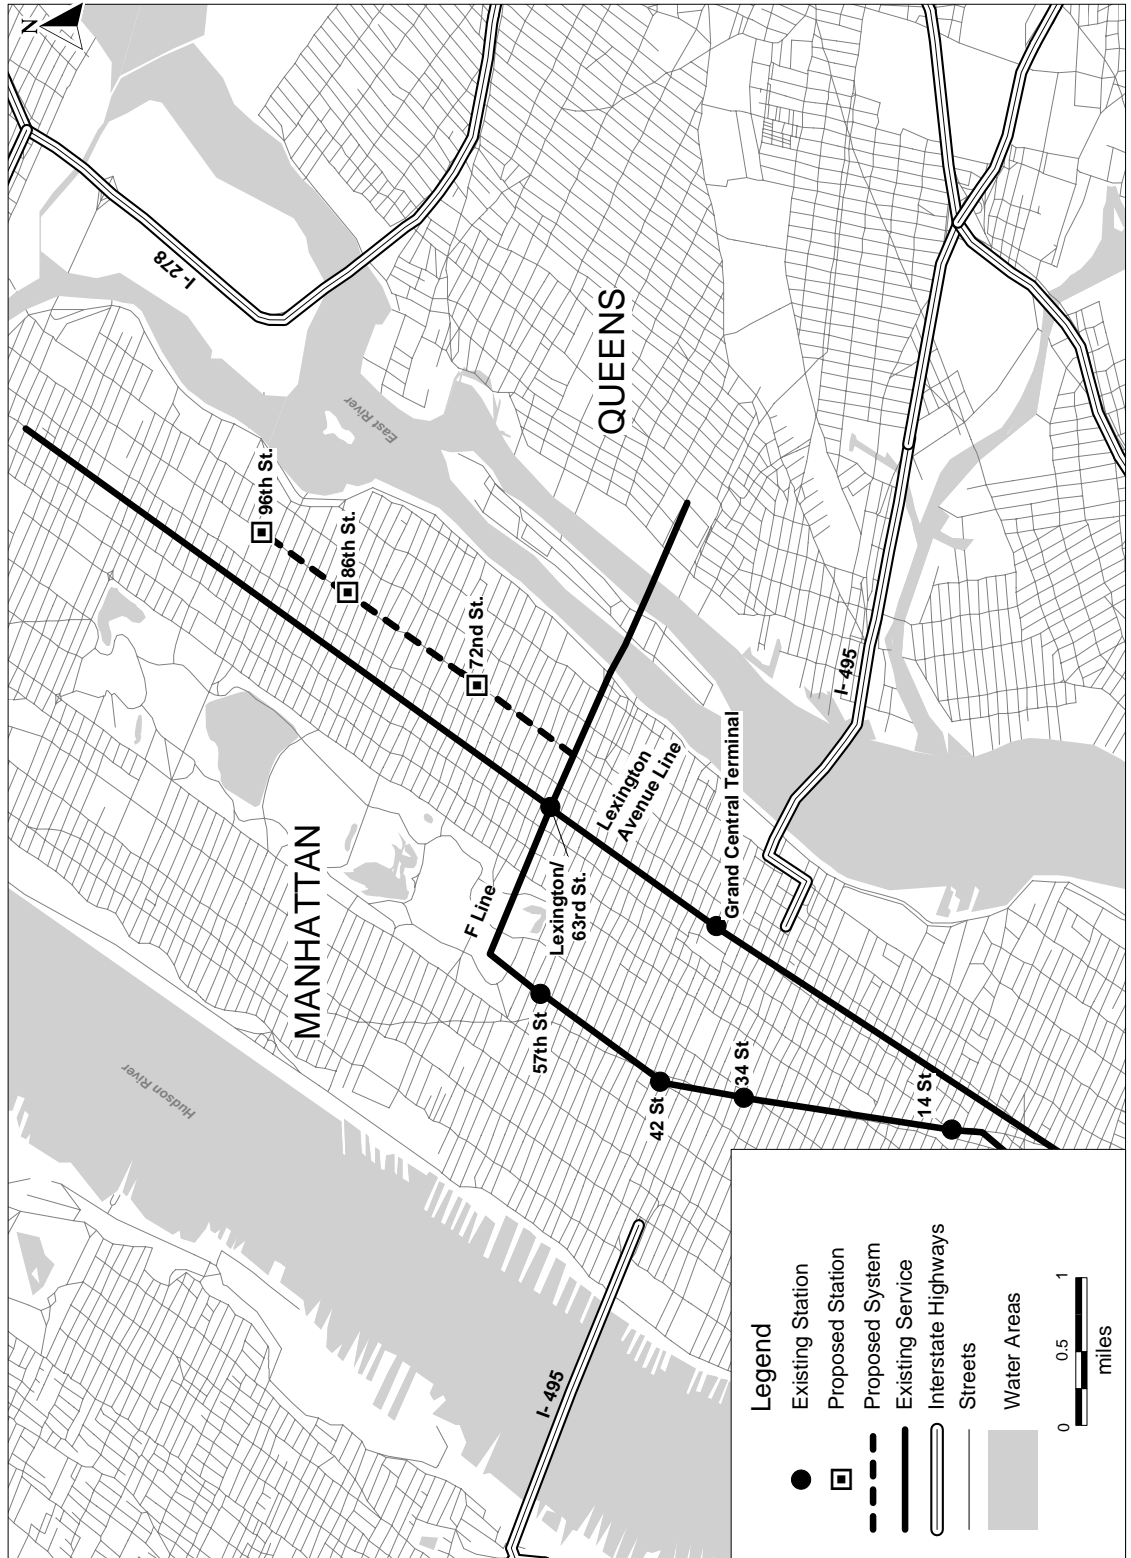 N
I- 278
East River
QUEENS
96th St.
86th St.
72nd St.
MANHATTAN
F Line
Lexington/
63rd St.
Lexington
Avenue Line
Grand Central Terminal
I- 495
Hudson River
57th St
42 St
34 St
14 St.
I- 495
Legend
Existing Station
Proposed Station
Proposed System
Existing Service
Interstate Highways
Streets
Water Areas
0
0.5
1
miles